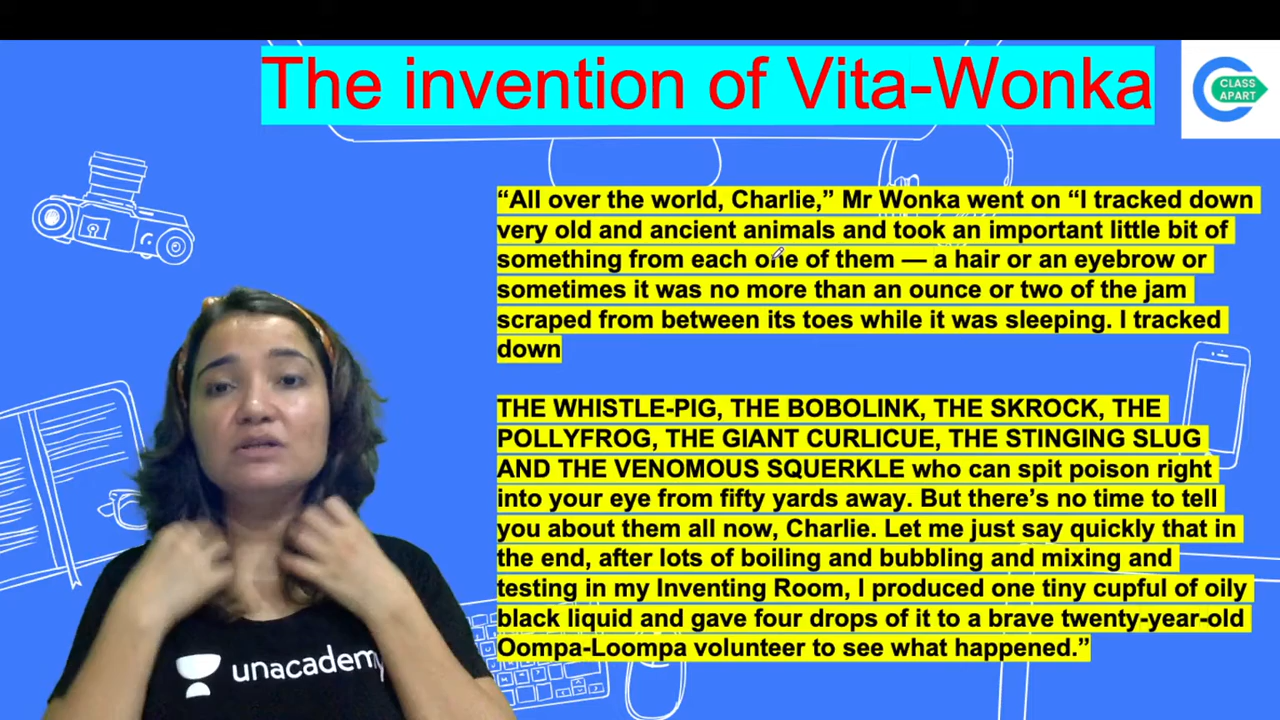 The invention of Vita-Wonka
CLASS
APART
“All over the world, Charlie,” Mr Wonka went on “I tracked down
very old and ancient animals and took an important little bit of
something from each one of them — a hair or an eyebrow or
sometimes it was no more than an ounce or two of the jam
scraped from between its toes while it was sleeping. I tracked
down
THE WHISTLE-PIG, THE BOBOLINK, THE SKROCK, THE
POLLYFROG, THE GIANT CURLICUE, THE STINGING SLUG
AND THE VENOMOUS SQUERKLE who can spit poison right
into your eye from fifty yards away. But there’s no time to tell
you about them all now, Charlie. Let me just say quickly that in
the end, after lots of boiling and bubbling and mixing and
testing in my Inventing Room, I produced one tiny cupful of oily
black liquid and gave four drops of it to a brave twenty-year-old
Oompa-Loompa volunteer to see what happened.”
unacademy